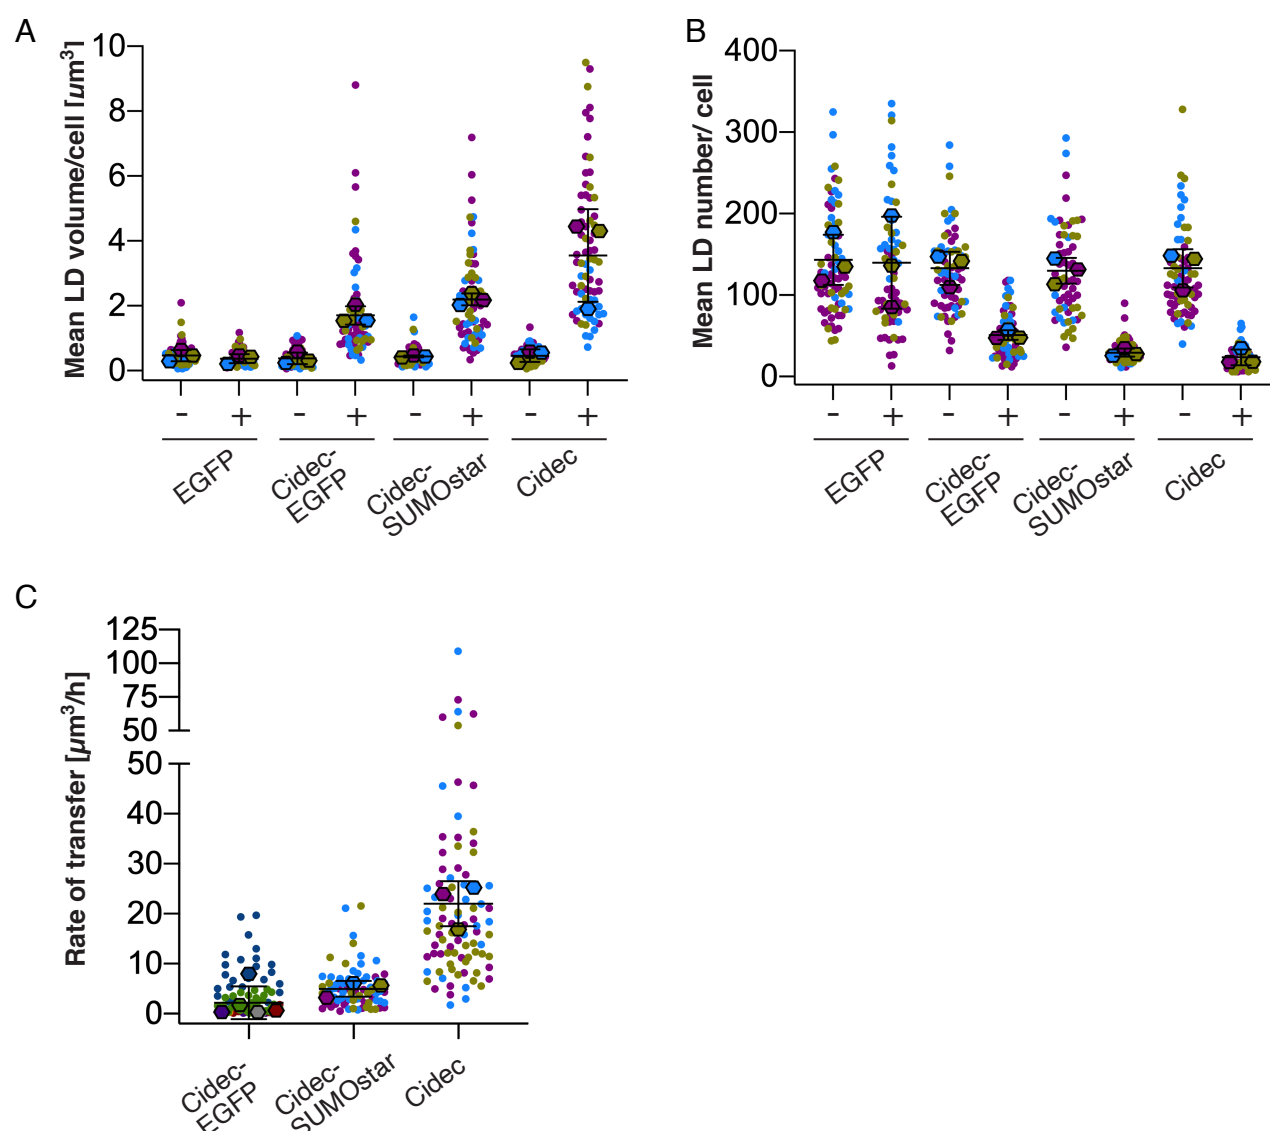 A
Mean LD volume/cell [µm³]
10
8
6
4
2
0
- + - + - + - +
EGFP
Cidec-
EGFP
Cidec-
SUMOstar
Cidec
B
Mean LD number/ cell
400
300
200
100
0
- + - + - + - +
EGFP
Cidec-
EGFP
Cidec-
SUMOstar
Cidec
C
Rate of transfer [µm³/h]
125
100
75
50
50
40
30
20
10
0
Cidec-
EGFP
Cidec-
SUMOstar
Cidec